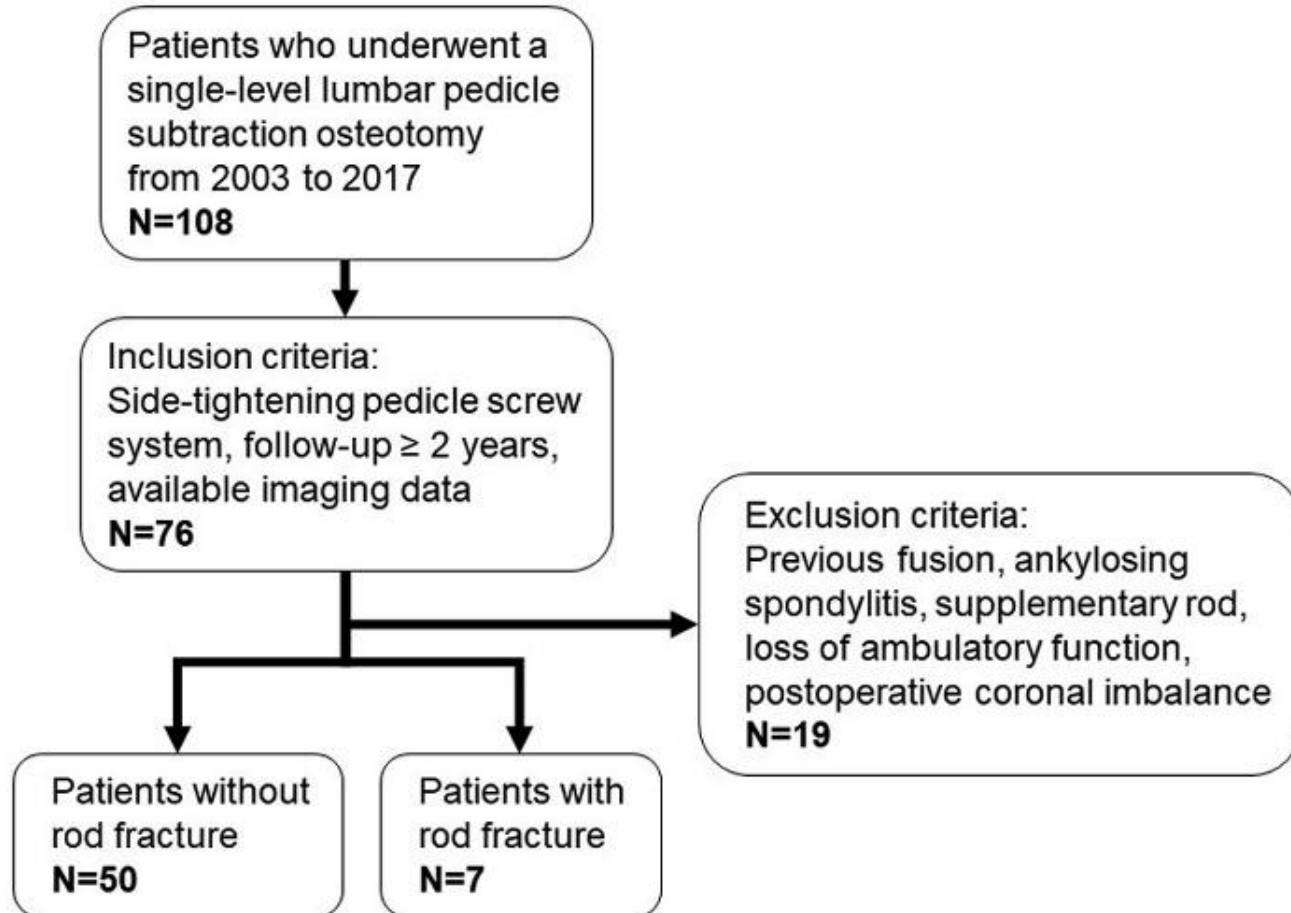 Patients who underwent a
single-level lumbar pedicle
subtraction osteotomy
from 2003 to 2017
N=108
Inclusion criteria:
Side-tightening pedicle screw
system, follow-up ≥ 2 years,
available imaging data
N=76
Exclusion criteria:
Previous fusion, ankylosing
spondylitis, supplementary rod,
loss of ambulatory function,
postoperative coronal imbalance
N=19
Patients without
rod fracture
N=50
Patients with
rod fracture
N=7